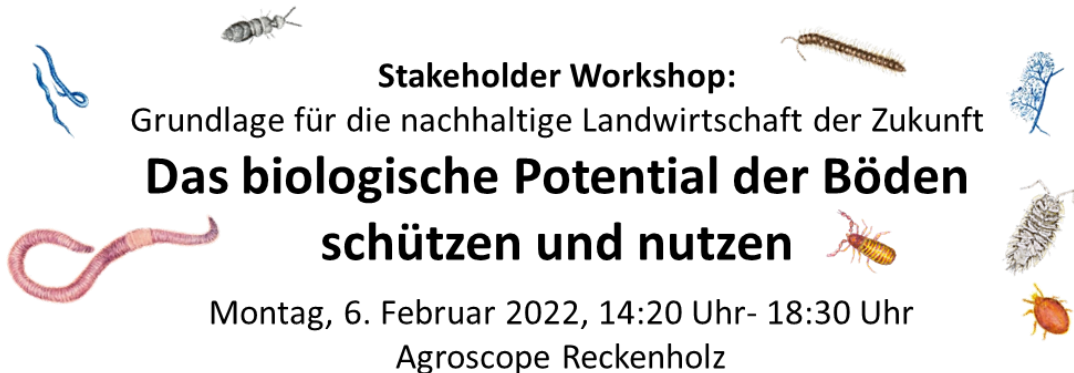 Stakeholder Workshop:
Grundlage für die nachhaltige Landwirtschaft der Zukunft
Das biologische Potential der Böden
schützen und nutzen
Montag, 6. Februar 2022, 14:20 Uhr- 18:30 Uhr
Agroscope Reckenholz